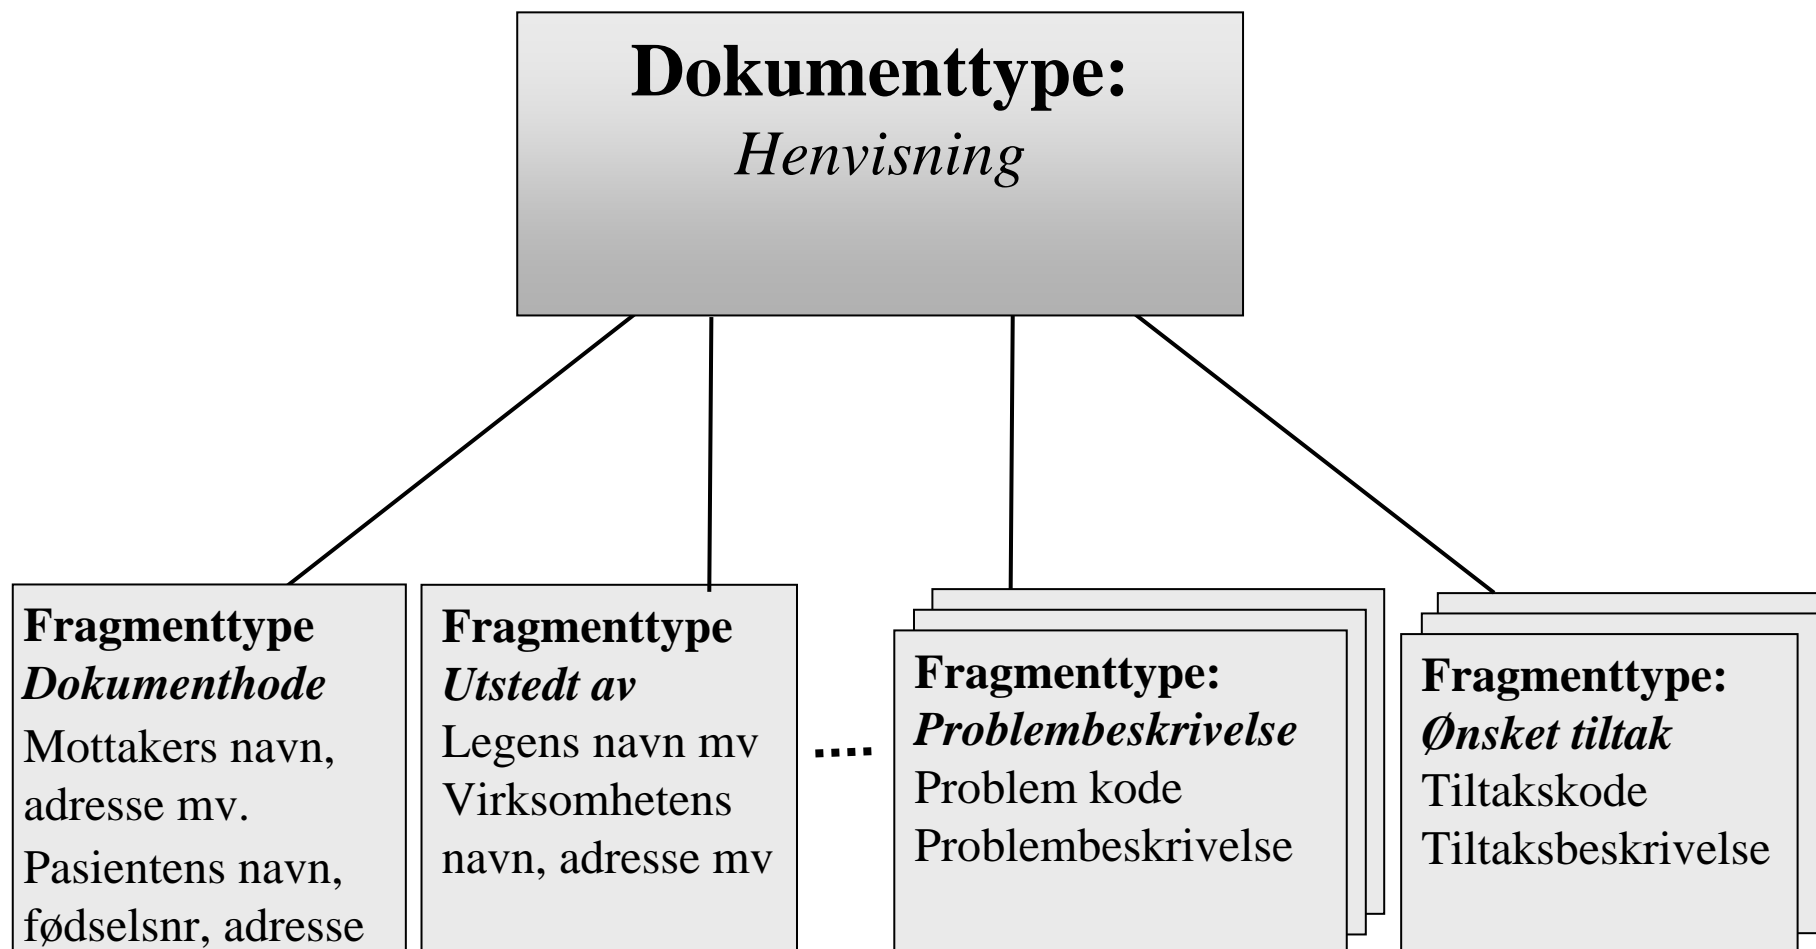 Dokumenttype:
Henvisning
Fragmenttype
Dokumenthode
Mottakers navn,
adresse mv.
Pasientens navn,
fødselsnr, adresse
Fragmenttype
Utstedt av
Legens navn mv
Virksomhetens
navn, adresse mv
....
Fragmenttype:
Problembeskrivelse
Problem kode
Problembeskrivelse
Fragmenttype:
Ønsket tiltak
Tiltakskode
Tiltaksbeskrivelse